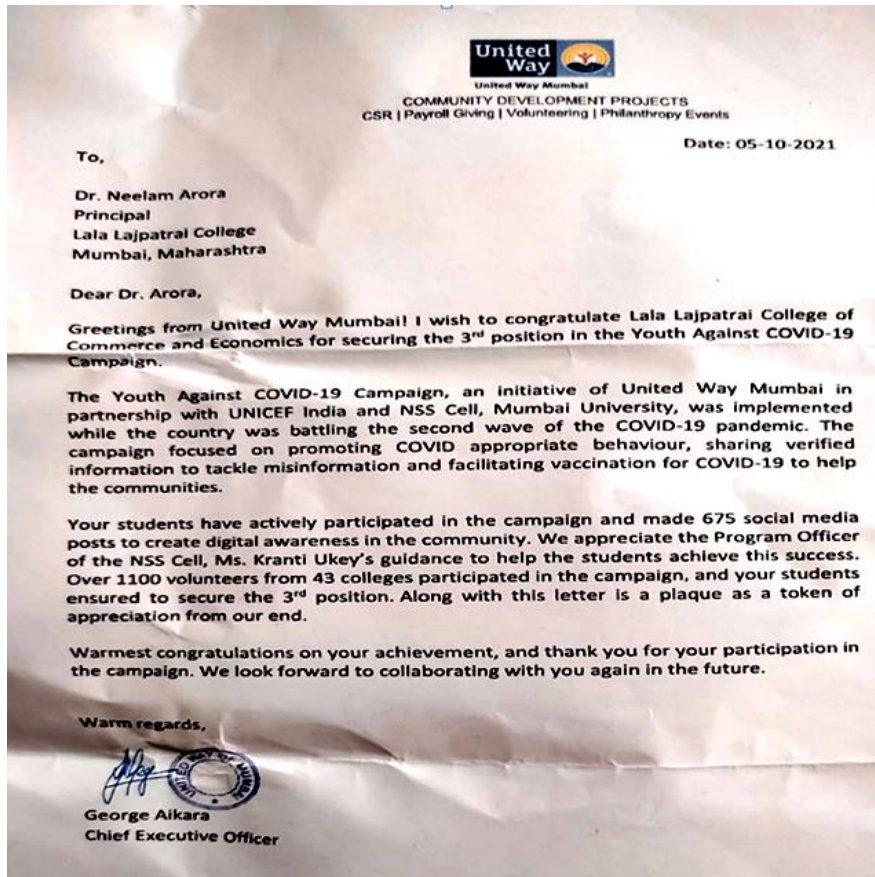 United
Way
United Way Mumbai
COMMUNITY DEVELOPMENT PROJECTS
CSR | Payroll Giving | Volunteering | Philanthropy Events
Date: 05-10-2021
To,
Dr. Neelam Arora
Principal
Lala Lajpatrai College
Mumbai, Maharashtra
Dear Dr. Arora,
Greetings from United Way Mumbai! I wish to congratulate Lala Lajpatrai College of
Commerce and Economics for securing the 3rd position in the Youth Against COVID-19
Campaign.
The Youth Against COVID-19 Campaign, an initiative of United Way Mumbai in
partnership with UNICEF India and NSS Cell, Mumbai University, was implemented
while the country was battling the second wave of the COVID-19 pandemic. The
campaign focused on promoting COVID appropriate behaviour, sharing verified
information to tackle misinformation and facilitating vaccination for COVID-19 to help
the communities.
Your students have actively participated in the campaign and made 675 social media
posts to create digital awareness in the community. We appreciate the Program Officer
of the NSS Cell, Ms. Kranti Ukey's guidance to help the students achieve this success.
Over 1100 volunteers from 43 colleges participated in the campaign, and your students
ensured to secure the 3rd position. Along with this letter is a plaque as a token of
appreciation from our end.
Warmest congratulations on your achievement, and thank you for your participation in
the campaign. We look forward to collaborating with you again in the future.
Warm regards,
UNITED WAY OF MUMBAI
George Aikara
Chief Executive Officer